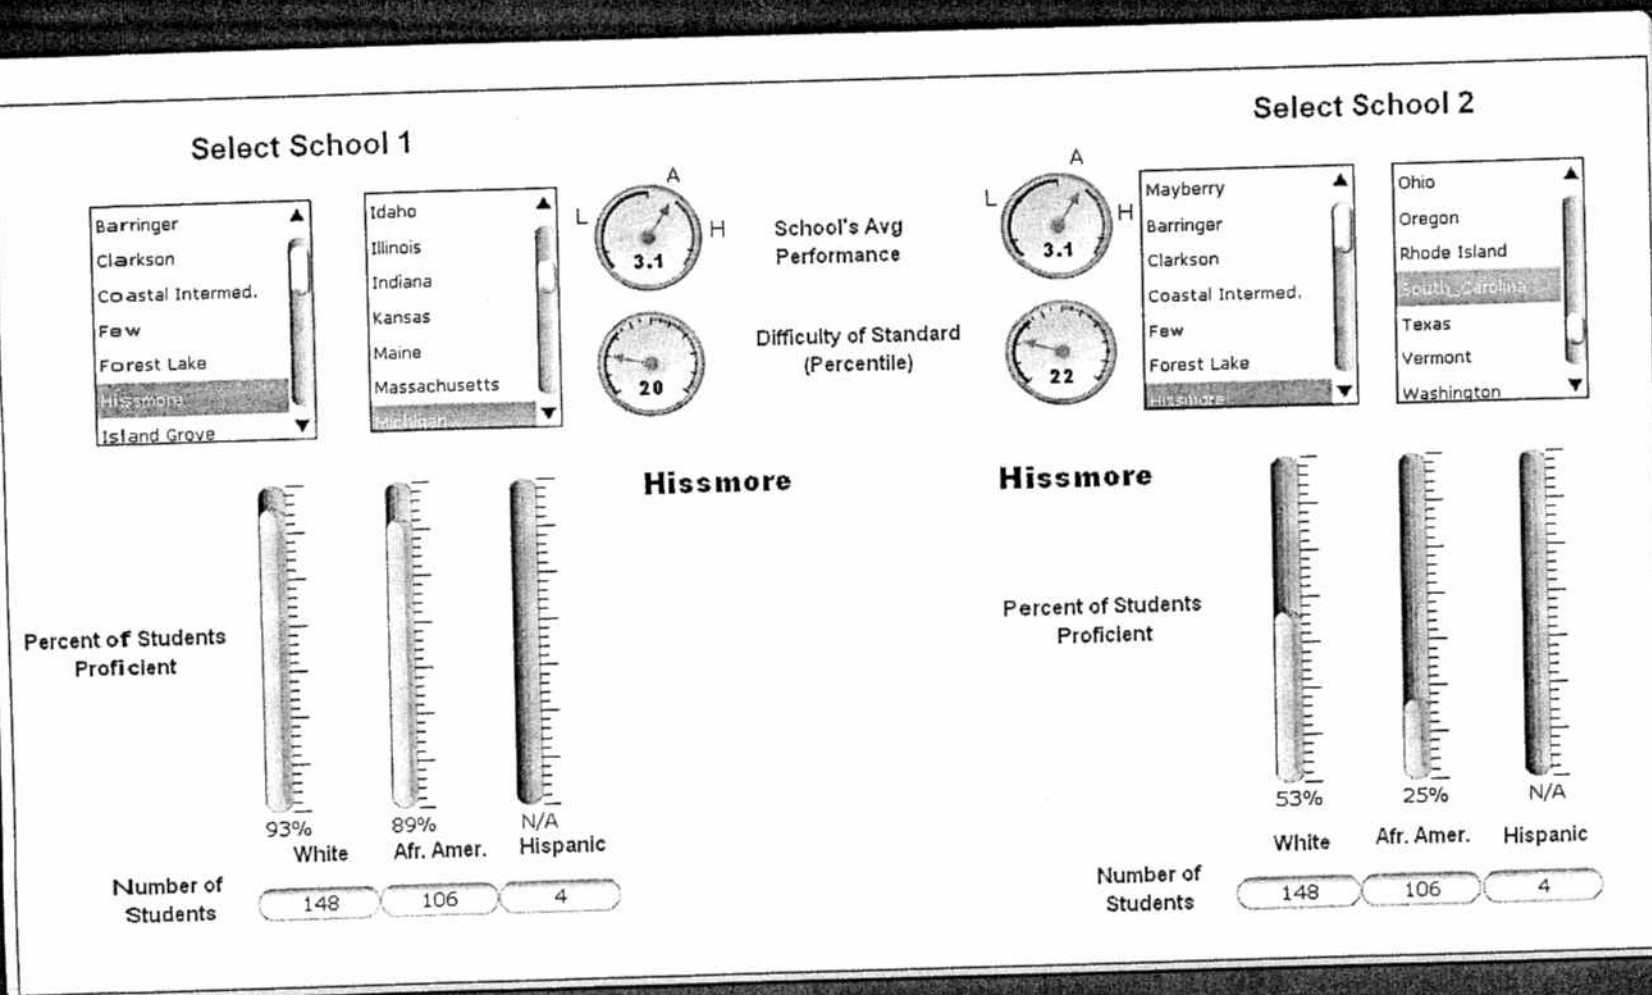 Select School 1
Barringer
Clarkson
Coastal Intermed.
Few
Forest Lake
Hissmore
Island Grove
Idaho
Illinois
Indiana
Kansas
Maine
Massachusetts
Michigan
A
L
H
3.1
20
School's Avg
Performance
Difficulty of Standard
(Percentile)
Select School 2
A
L
H
3.1
22
Mayberry
Barringer
Clarkson
Coastal Intermed.
Few
Forest Lake
Hissmore
Ohio
Oregon
Rhode Island
South_Carolina
Texas
Vermont
Washington
Hissmore
Hissmore
Percent of Students
Proficient
93%
89%
N/A
White
Afr. Amer.
Hispanic
Number of
Students
148
106
4
Percent of Students
Proficient
53%
25%
N/A
White
Afr. Amer.
Hispanic
Number of
Students
148
106
4